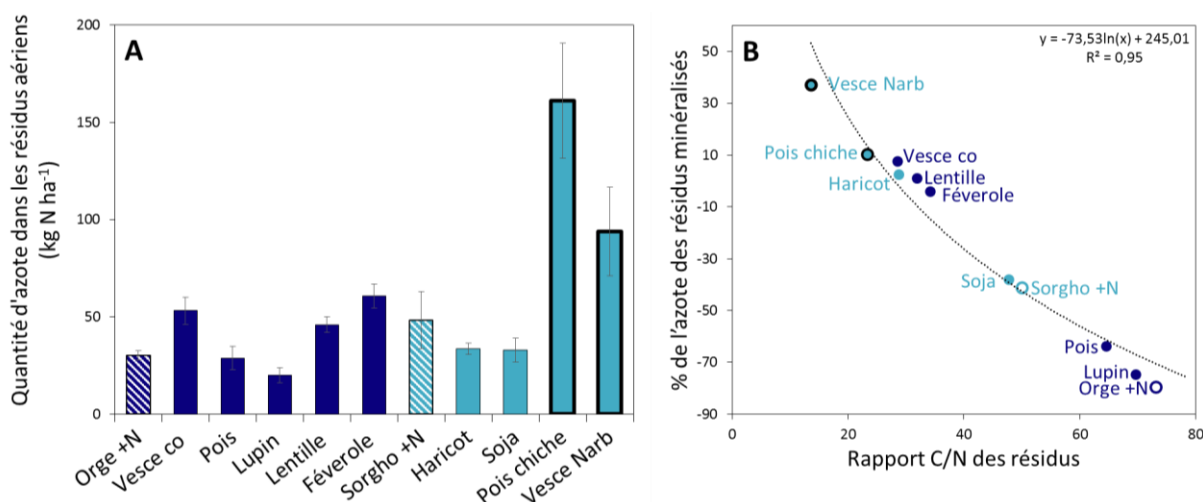 A
Quantité d'azote dans les résidus aériens
(kg N ha-1)
200
150
100
50
0
Orge +N
Vesce co
Pois
Lupin
Lentille
Féverole
Sorgho +N
Haricot
Soja
Pois chiche
Vesce Narb
B
y = -73,53ln(x) + 245,01
R² = 0,95
% de l'azote des résidus minéralisés
50
30
10
-10
-30
-50
-70
-90
Vesce Narb
Pois chiche
Vesce co
Haricot
Lentille
Féverole
Soja
Sorgho +N
Pois
Lupin
Orge +N
0 20 40 60 80
Rapport C/N des résidus